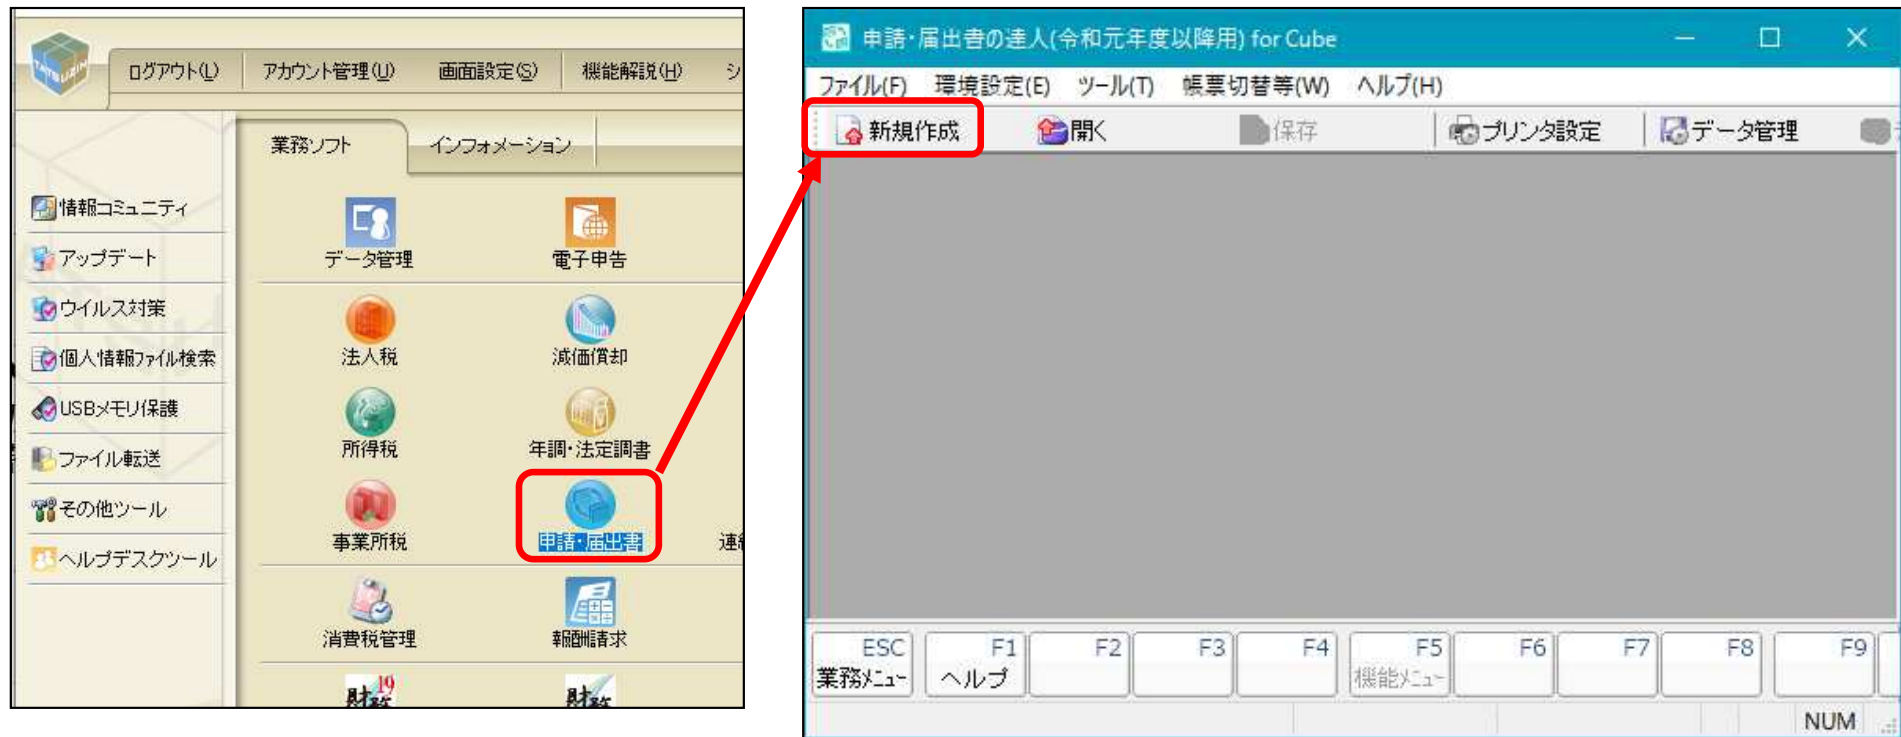 TATSUZIN
ログアウト(L) アカウント管理(U) 画面設定(S) 機能解説(H) シ
業務ソフト インフォメーション
情報コミュニティ
アップデート
ウイルス対策
個人情報ファイル検索
USBメモリ保護
ファイル転送
その他ツール
ヘルプデスクツール
データ管理 電子申告
法人税 減価償却
所得税 年調・法定調書
事業所税 申請・届出書
消費税管理 報酬請求
財務 19 財務
申請・届出書の達人(令和元年度以降用) for Cube
ファイル(F) 環境設定(E) ツール(T) 帳票切替等(W) ヘルプ(H)
新規作成 開く 保存 プリンタ設定 データ管理
ESC F1 F2 F3 F4 F5 F6 F7 F8 F9
業務メニュー ヘルプ 機能メニュー
NUM